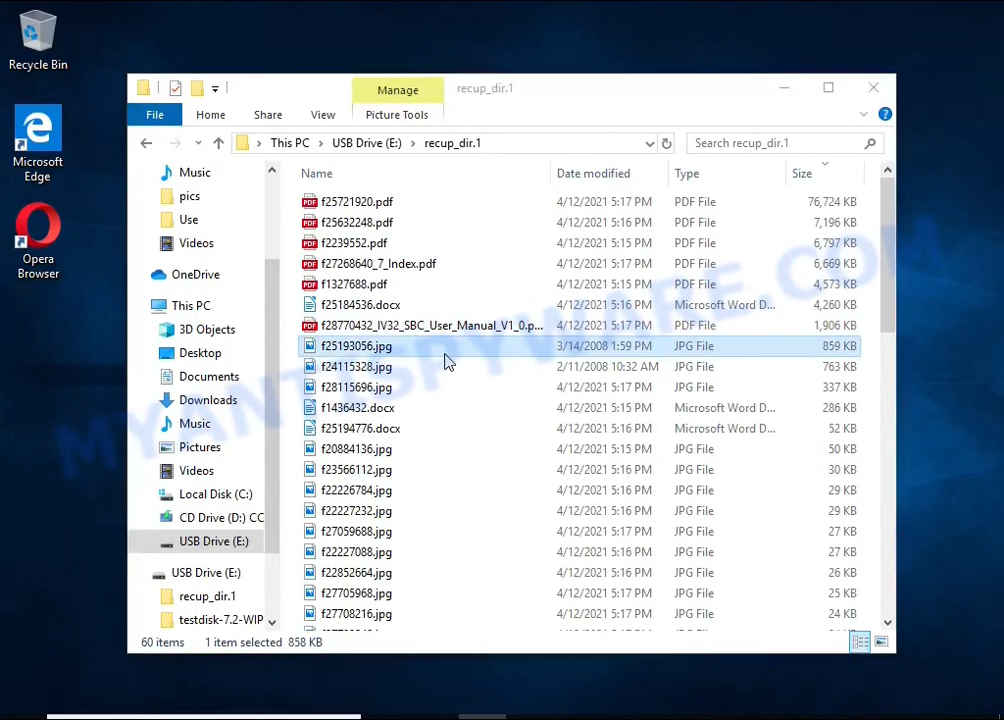 Recycle Bin
Microsoft
Edge
Opera
Browser
Manage
recup_dir.1
File
Home
Share
View
Picture Tools
This PC > USB Drive (E:) > recup_dir.1
Search recup_dir.1
Music
pics
Use
Videos
OneDrive
This PC
3D Objects
Desktop
Documents
Downloads
Music
Pictures
Videos
Local Disk (C:)
CD Drive (D:) CC
USB Drive (E:)
USB Drive (E:)
recup_dir.1
testdisk-7.2-WIP
Name Date modified Type Size
f25721920.pdf 4/12/2021 5:17 PM PDF File 76,724 KB
f25632248.pdf 4/12/2021 5:16 PM PDF File 7,196 KB
f2239552.pdf 4/12/2021 5:15 PM PDF File 6,797 KB
f27268640_7_Index.pdf 4/12/2021 5:17 PM PDF File 6,669 KB
f1327688.pdf 4/12/2021 5:15 PM PDF File 4,573 KB
f25184536.docx 4/12/2021 5:16 PM Microsoft Word D... 4,260 KB
f28770432_IV32_SBC_User_Manual_V1_0.p... 4/12/2021 5:17 PM PDF File 1,906 KB
f25193056.jpg 3/14/2008 1:59 PM JPG File 859 KB
f24115328.jpg 2/11/2008 10:32 AM JPG File 763 KB
f28115696.jpg 4/12/2021 5:17 PM JPG File 337 KB
f1436432.docx 4/12/2021 5:15 PM Microsoft Word D... 286 KB
f25194776.docx 4/12/2021 5:16 PM Microsoft Word D... 52 KB
f20884136.jpg 4/12/2021 5:15 PM JPG File 50 KB
f23566112.jpg 4/12/2021 5:16 PM JPG File 30 KB
f22226784.jpg 4/12/2021 5:16 PM JPG File 29 KB
f22227232.jpg 4/12/2021 5:16 PM JPG File 29 KB
f27059688.jpg 4/12/2021 5:17 PM JPG File 27 KB
f22227088.jpg 4/12/2021 5:16 PM JPG File 27 KB
f22852664.jpg 4/12/2021 5:16 PM JPG File 26 KB
f27705968.jpg 4/12/2021 5:17 PM JPG File 25 KB
f27708216.jpg 4/12/2021 5:17 PM JPG File 24 KB
60 items 1 item selected 858 KB
MYANTISPYWARE.COM